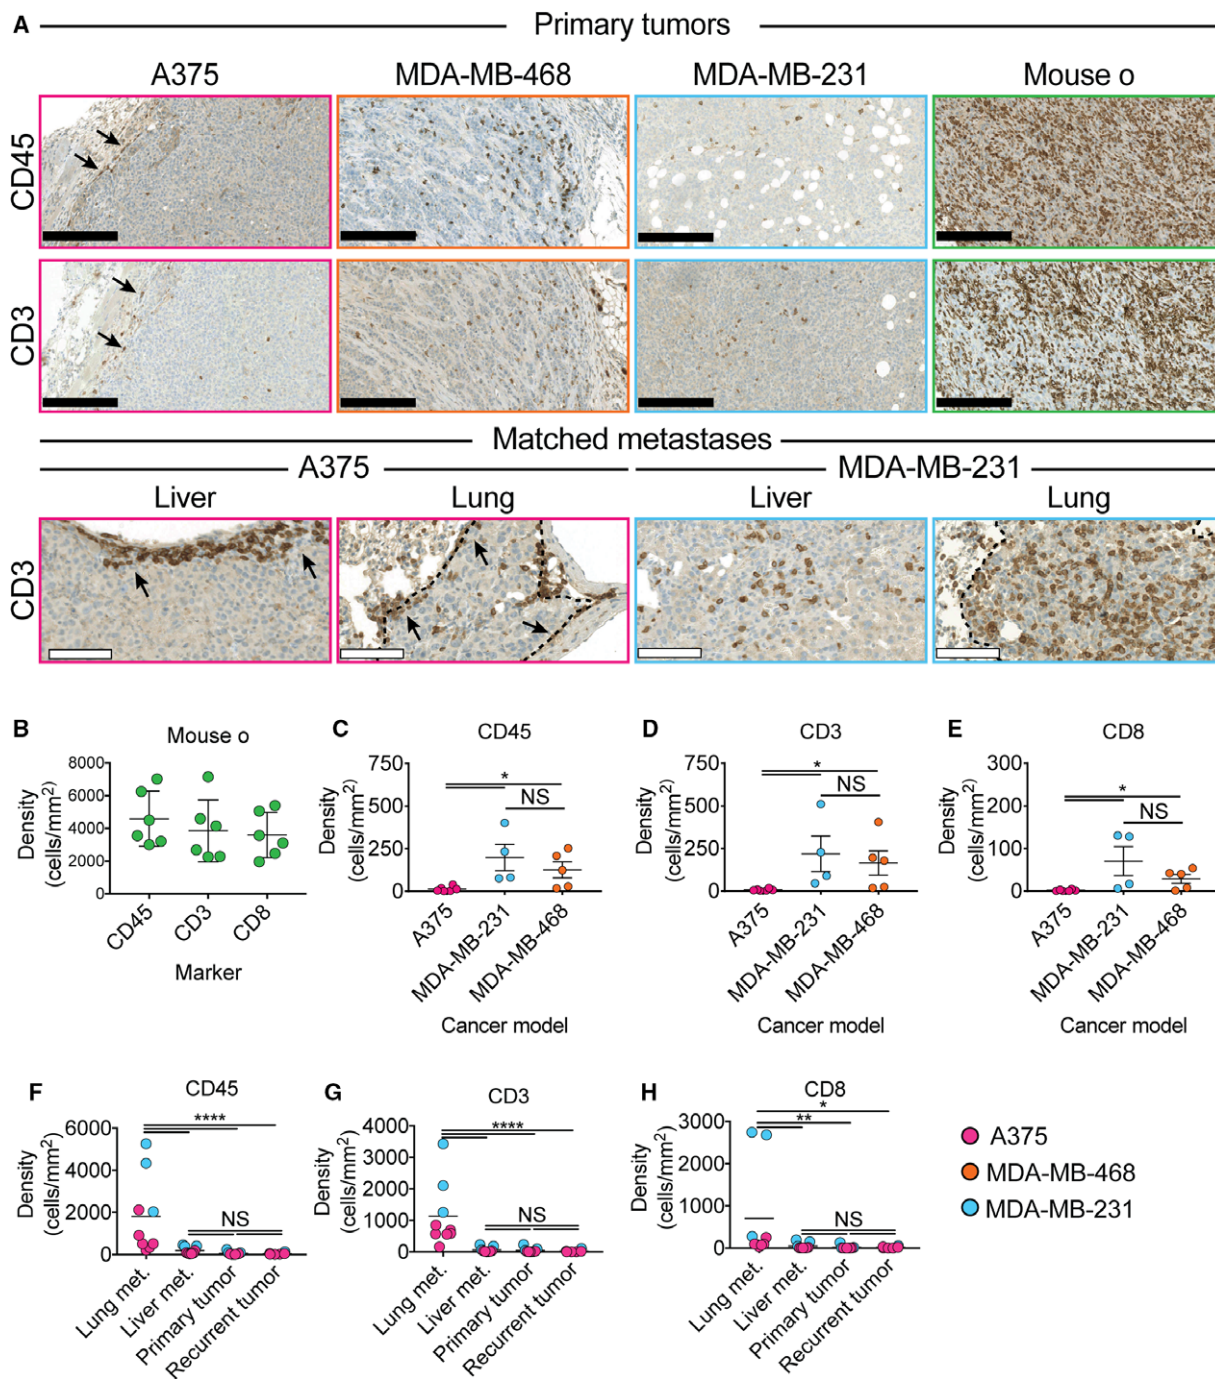 A
Primary tumors
A375
MDA-MB-468
MDA-MB-231
Mouse o
CD45
CD3
Matched metastases
A375
MDA-MB-231
Liver
Lung
Liver
Lung
CD3
B
Mouse o
Density
(cells/mm²)
8000
6000
4000
2000
0
CD45
CD3
CD8
Marker
C
CD45
Density
(cells/mm²)
750
500
250
0
*
NS
A375
MDA-MB-231
MDA-MB-468
Cancer model
D
CD3
Density
(cells/mm²)
750
500
250
0
*
NS
A375
MDA-MB-231
MDA-MB-468
Cancer model
E
CD8
Density
(cells/mm²)
300
200
100
0
*
NS
A375
MDA-MB-231
MDA-MB-468
Cancer model
F
CD45
Density
(cells/mm²)
6000
4000
2000
0
****
NS
Lung met.
Liver met.
Primary tumor
Recurrent tumor
G
CD3
Density
(cells/mm²)
4000
3000
2000
1000
0
****
NS
Lung met.
Liver met.
Primary tumor
Recurrent tumor
H
CD8
Density
(cells/mm²)
3000
2000
1000
0
*
**
NS
Lung met.
Liver met.
Primary tumor
Recurrent tumor
A375
MDA-MB-468
MDA-MB-231